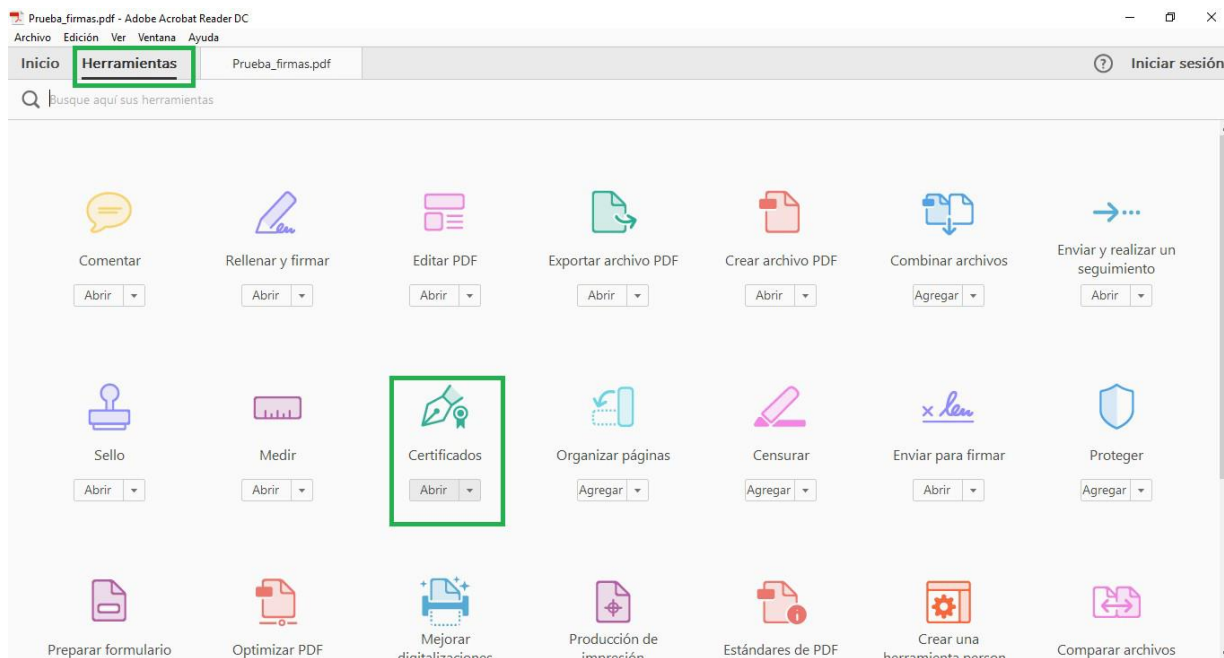 Prueba_firmas.pdf - Adobe Acrobat Reader DC
Archivo Edición Ver Ventana Ayuda
Inicio Herramientas Prueba_firmas.pdf Iniciar sesión
Busque aquí sus herramientas
Comentar Rellenar y firmar Editar PDF Exportar archivo PDF Crear archivo PDF Combinar archivos Enviar y realizar un
seguimiento
Abrir Abrir Abrir Abrir Abrir Agregar Abrir
Sello Medir Certificados Organizar páginas Censurar Enviar para firmar Proteger
Abrir Abrir Abrir Agregar Agregar Abrir Agregar
Preparar formulario Optimizar PDF Mejorar
digitalizaciones Producción de
impresión Estándares de PDF Crear una
herramienta person Comparar archivos